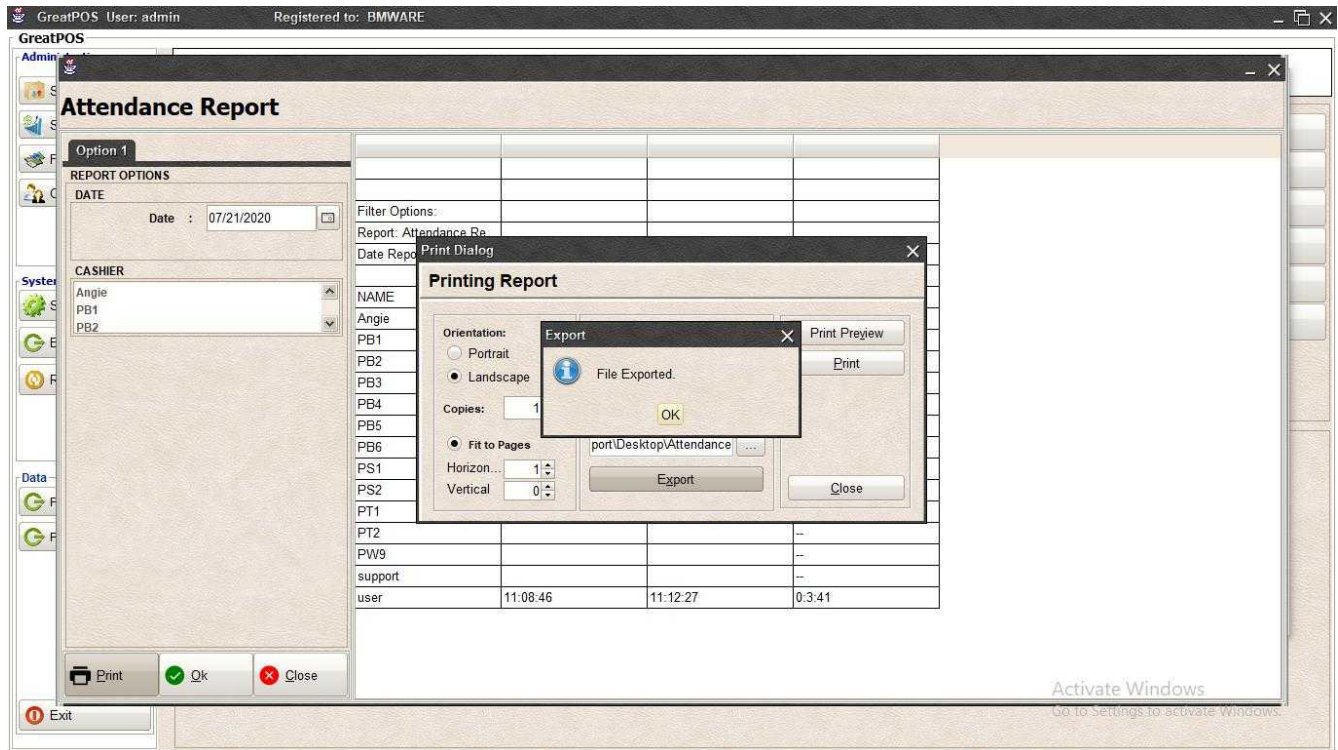 GreatPOS User: admin Registered to: BMWARE
GreatPOS
Admin
Attendance Report
Option 1
REPORT OPTIONS
DATE
Date : 07/21/2020
CASHIER
Angie
PB1
PB2
Filter Options:
Report: Attendance Re
Date Repo
NAME
Angie
PB1
PB2
PB3
PB4
PB5
PB6
PS1
PS2
PT1
PT2 --
PW9 --
support --
user 11:08:46 11:12:27 0:3:41
Print Dialog
Printing Report
Orientation:
Portrait
Landscape
Copies: 1
Fit to Pages
Horizon... 1
Vertical 0
port\Desktop\Attendance ...
Export
Print Preview
Print
Close
Export
File Exported.
OK
Syste
Data
Print Ok Close
Exit
Activate Windows
Go to Settings to activate Windows.